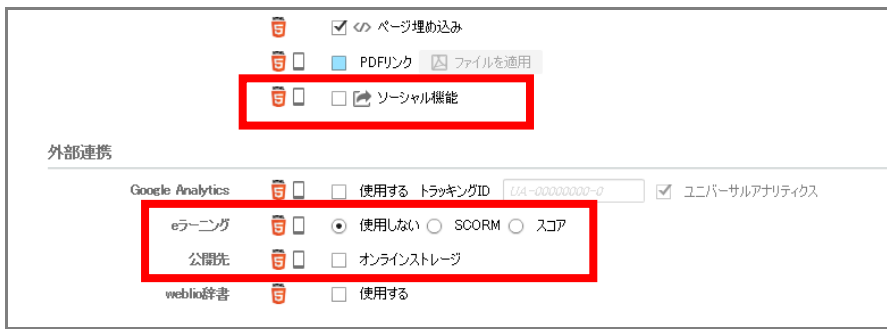 ページ埋め込み
PDFリンク ファイルを適用
ソーシャル機能
外部連携
Google Analytics 使用する トラッキングID UA-00000000-0 ユニバーサルアナリティクス
eラーニング 使用しない SCORM スコア
公開先 オンラインストレージ
weblio辞書 使用する